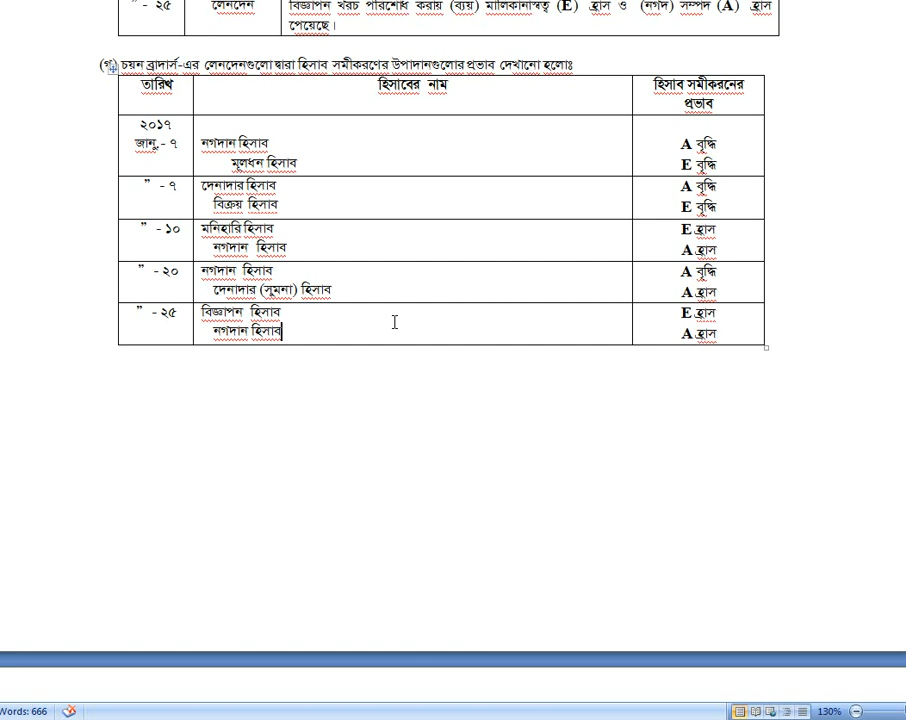 ” - ২৫ লেনদেন বিজ্ঞাপন খরচ পরিশোধ করায় (ব্যয়) মালিকানাস্বত্ব (E) হ্রাস ও (নগদ) সম্পদ (A) হ্রাস
পেয়েছে।
(গ) চয়ন ব্রাদার্স-এর লেনদেনগুলো দ্বারা হিসাব সমীকরণের উপাদানগুলোর প্রভাব দেখানো হলোঃ
তারিখ হিসাবের নাম হিসাব সমীকরনের
প্রভাব
২০১৭
জানু.- ৭ নগদান হিসাব A বৃদ্ধি
মূলধন হিসাব E বৃদ্ধি
” - ৭ দেনাদার হিসাব A বৃদ্ধি
বিক্রয় হিসাব E বৃদ্ধি
” - ১০ মনিহারি হিসাব E হ্রাস
নগদান হিসাব A হ্রাস
” - ২০ নগদান হিসাব A বৃদ্ধি
দেনাদার (সুমনা) হিসাব A হ্রাস
” - ২৫ বিজ্ঞাপন হিসাব E হ্রাস
নগদান হিসাব A হ্রাস
Words: 666 130%